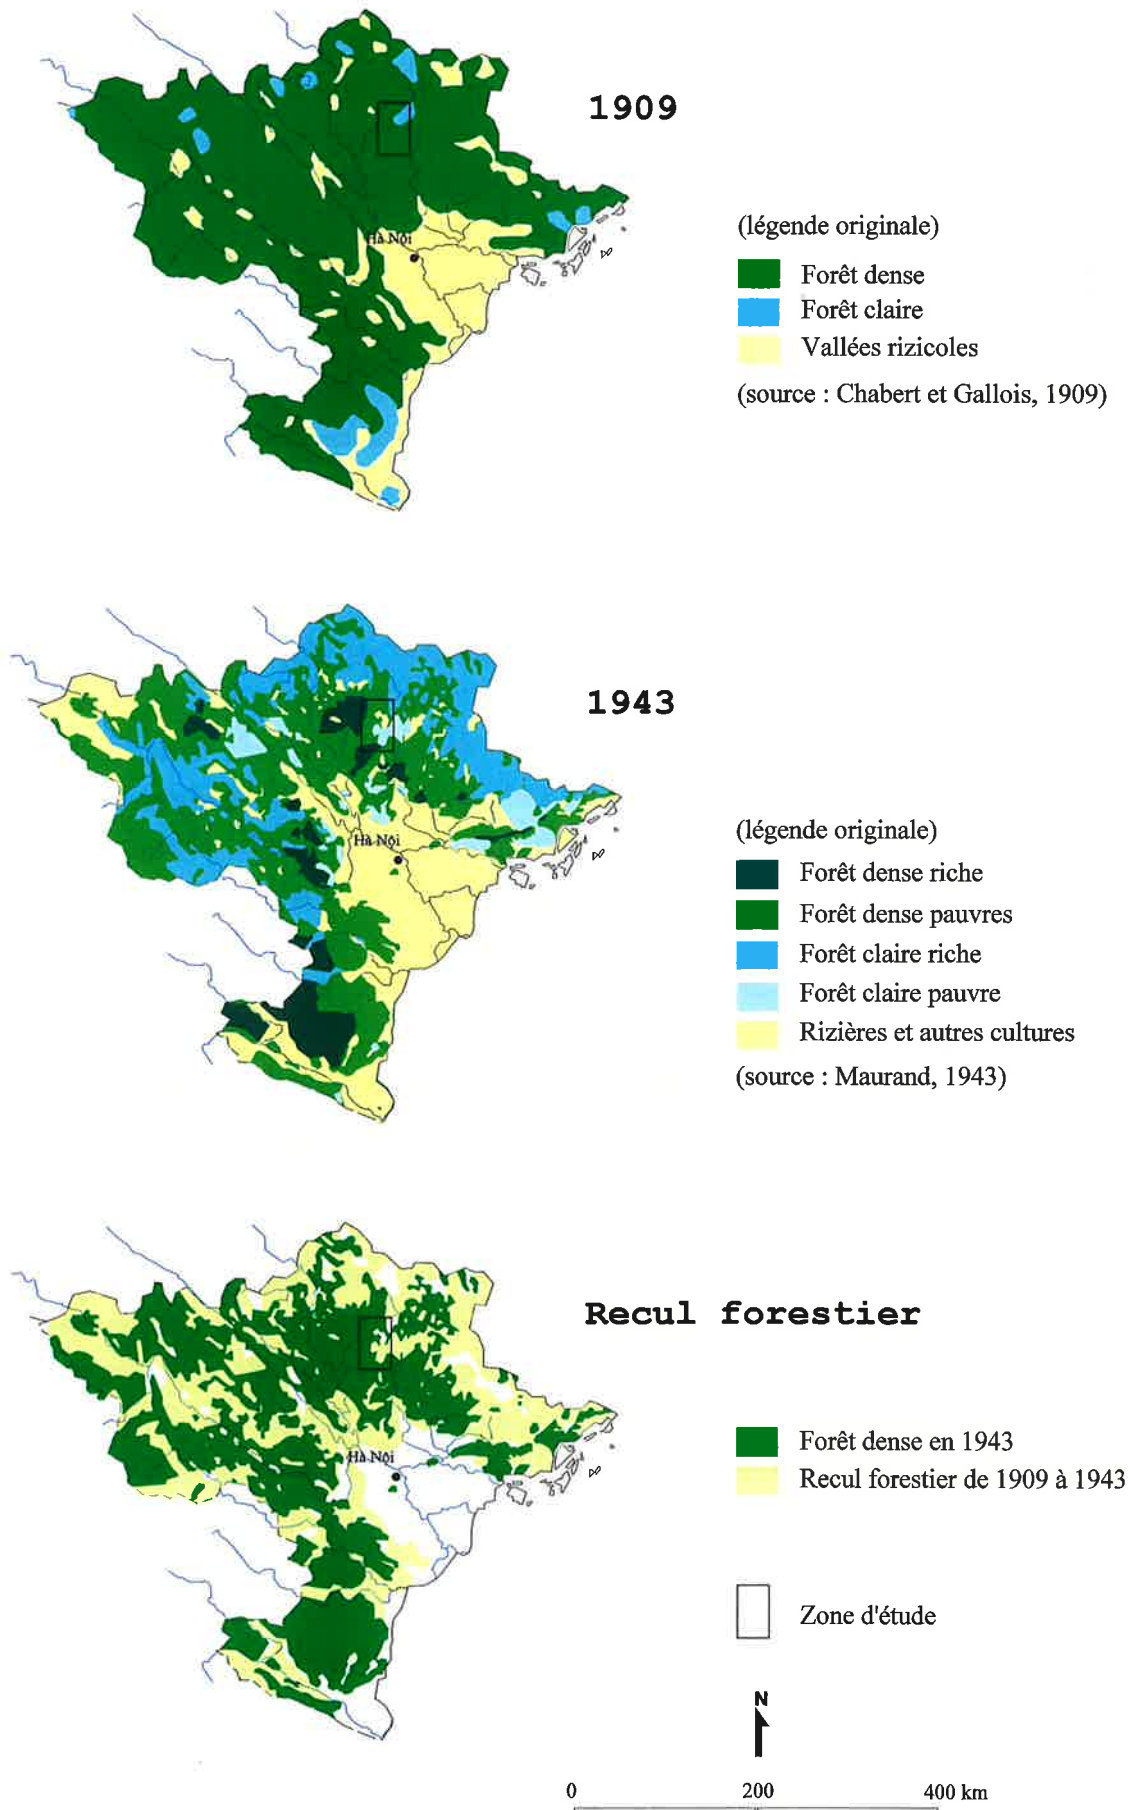 1909
Hà Nội
(légende originale)
Forêt dense
Forêt claire
Vallées rizicoles
(source : Chabert et Gallois, 1909)
1943
Hà Nội
(légende originale)
Forêt dense riche
Forêt dense pauvres
Forêt claire riche
Forêt claire pauvre
Rizières et autres cultures
(source : Maurand, 1943)
Recul forestier
Hà Nội
Forêt dense en 1943
Recul forestier de 1909 à 1943
Zone d'étude
N
0 200 400 km